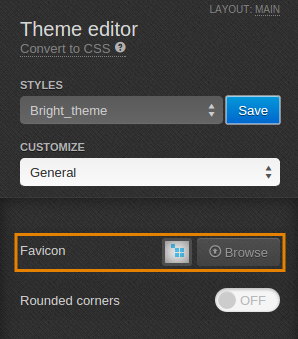 LAYOUT: MAIN
Theme editor
Convert to CSS ?
STYLES
Bright_theme
Save
CUSTOMIZE
General
Favicon
Browse
Rounded corners
OFF